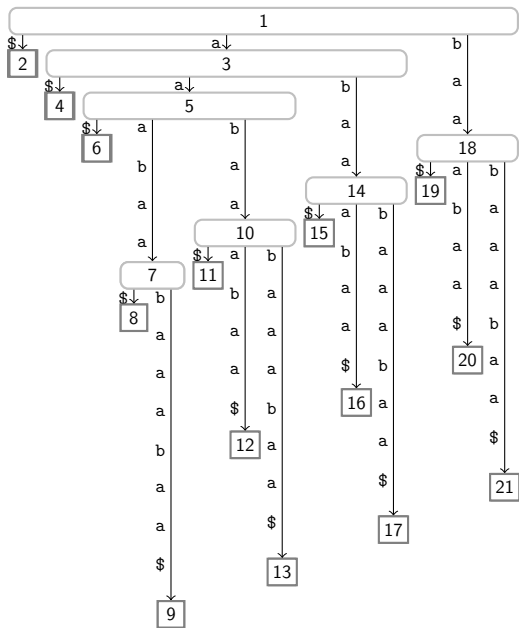 1
$ a b
2 3
$ a b a
4 5
$ a b a a
6 18
b a a $ a b
14 19
a a $ a b b a
10 15
a $ a b b a a a
7 11
$ b b a a a a a
8
a a a a a $ b
20 a
a a a $ b
16
a $ b a a
12
b a a $
a a $ 21
a $ 17
$ 13
9